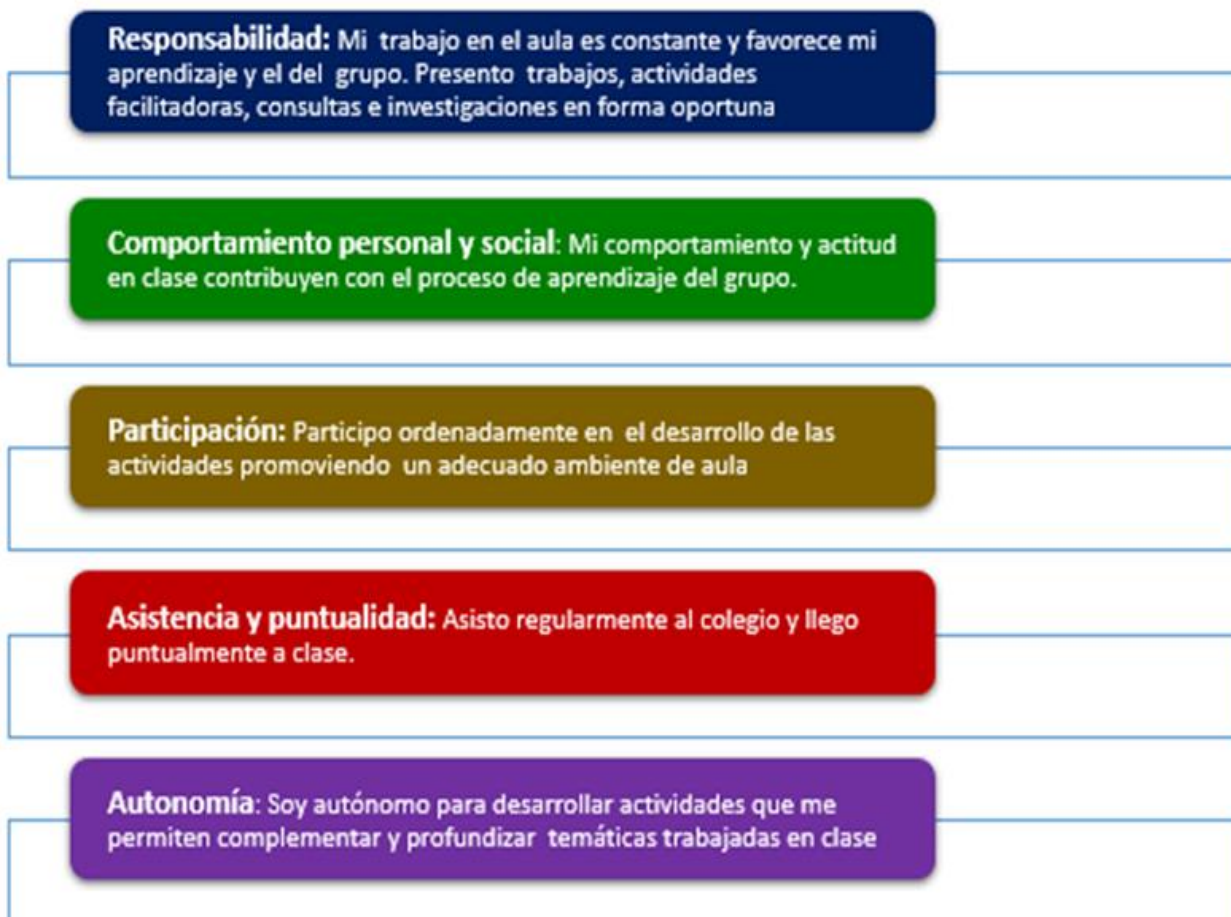 Responsabilidad: Mi trabajo en el aula es constante y favorece mi
aprendizaje y el del grupo. Presento trabajos, actividades
facilitadoras, consultas e investigaciones en forma oportuna
Comportamiento personal y social: Mi comportamiento y actitud
en clase contribuyen con el proceso de aprendizaje del grupo.
Participación: Participo ordenadamente en el desarrollo de las
actividades promoviendo un adecuado ambiente de aula
Asistencia y puntualidad: Asisto regularmente al colegio y llego
puntualmente a clase.
Autonomía: Soy autónomo para desarrollar actividades que me
permiten complementar y profundizar temáticas trabajadas en clase